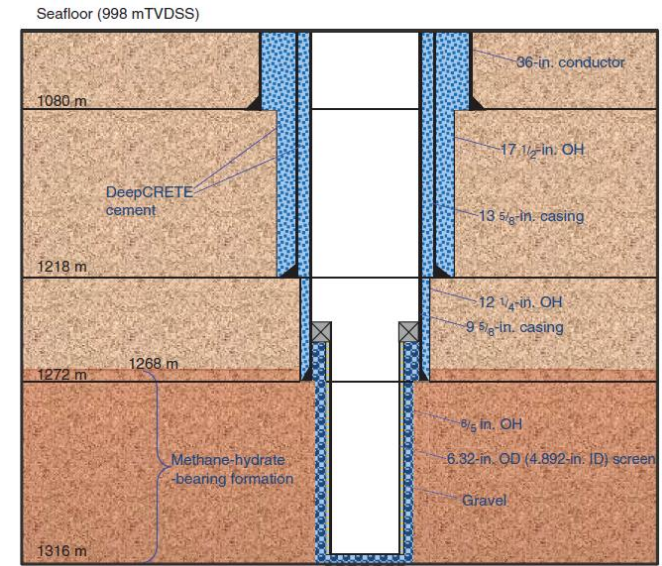 Seafloor (998 mTVDSS)
36-in. conductor
1080 m
17 1/2-in. OH
DeepCRETE
cement
13 5/8-in. casing
1218 m
12 1/4-in. OH
9 5/8-in. casing
1268 m
1272 m
in. OH
Methane-hydrate
-bearing formation
6.32-in. OD (4.892-in. ID) screen
Gravel
1316 m